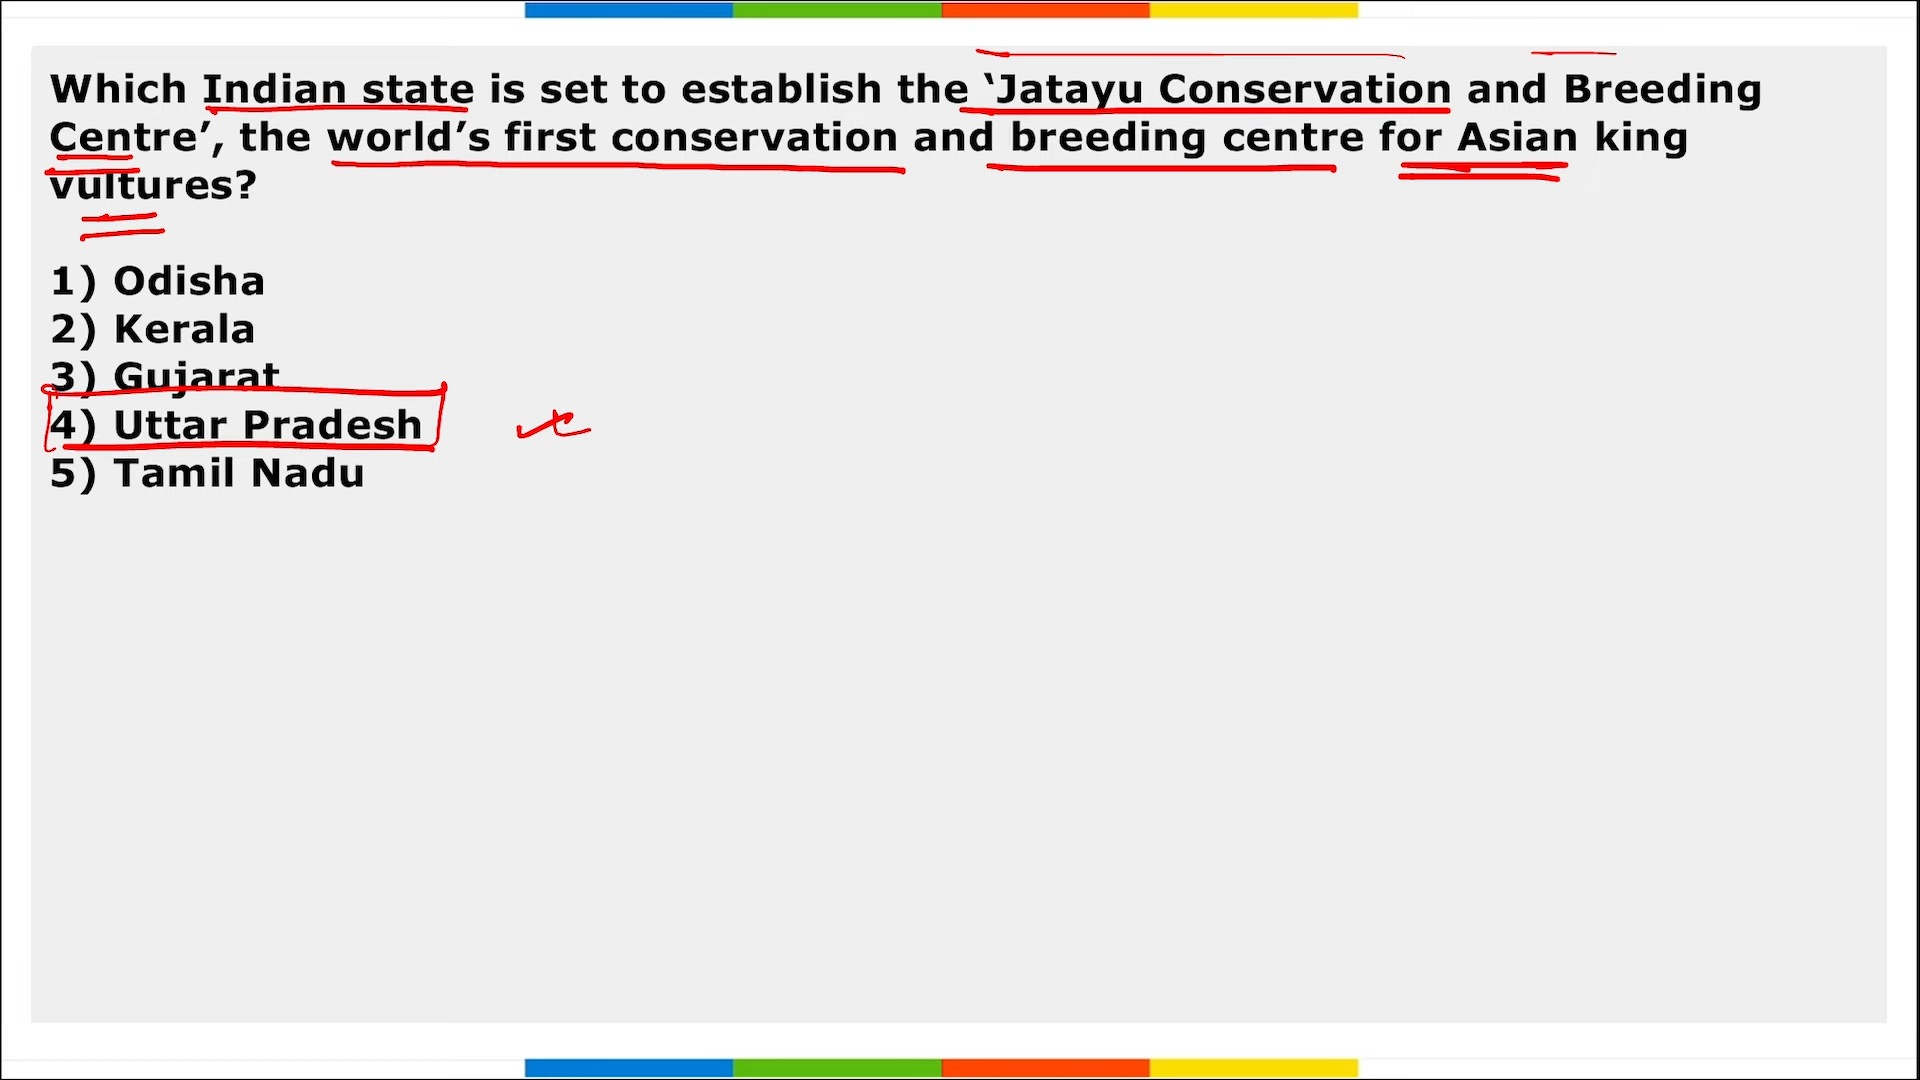 Which Indian state is set to establish the ‘Jatayu Conservation and Breeding
Centre’, the world’s first conservation and breeding centre for Asian king
vultures?
1) Odisha
2) Kerala
3) Gujarat
4) Uttar Pradesh
5) Tamil Nadu